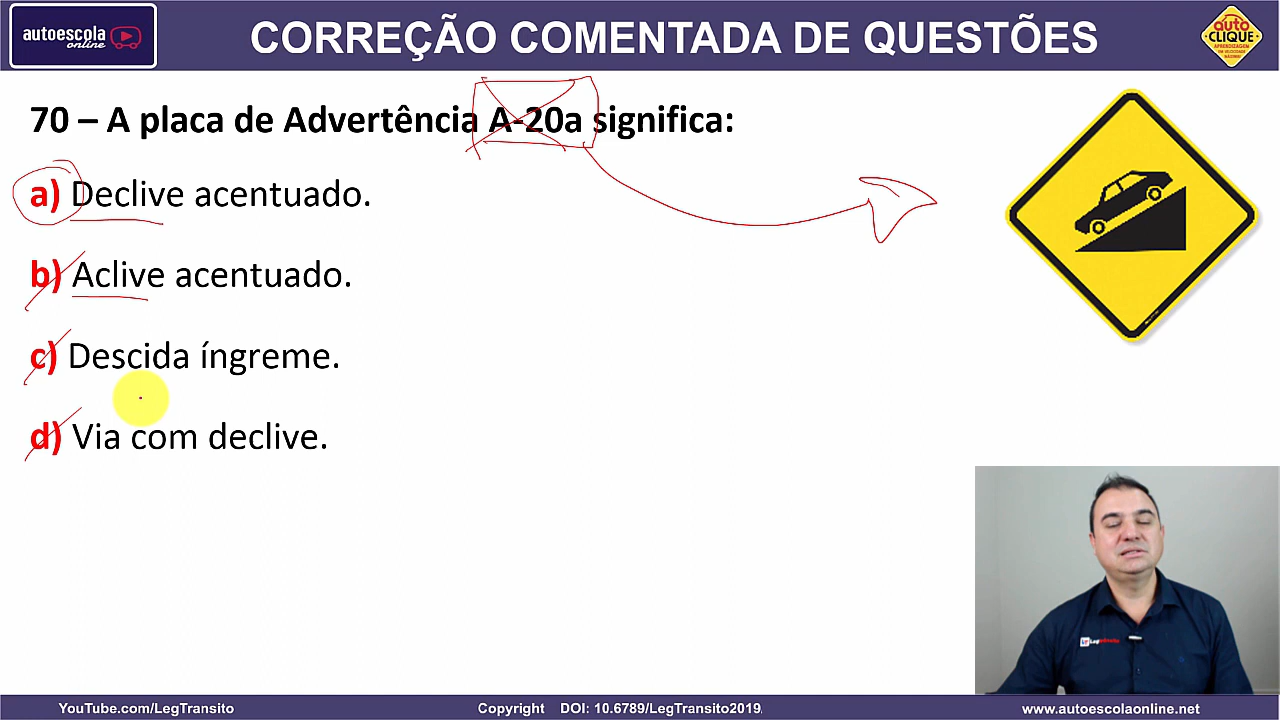 autoescola
online
CORREÇÃO COMENTADA DE QUESTÕES
auto
CLIQUE
70 – A placa de Advertência A-20a significa:
a) Declive acentuado.
b) Aclive acentuado.
c) Descida íngreme.
d) Via com declive.
YouTube.com/LegTransito
Copyright DOI: 10.6789/LegTransito2019
www.autoescolaonline.net